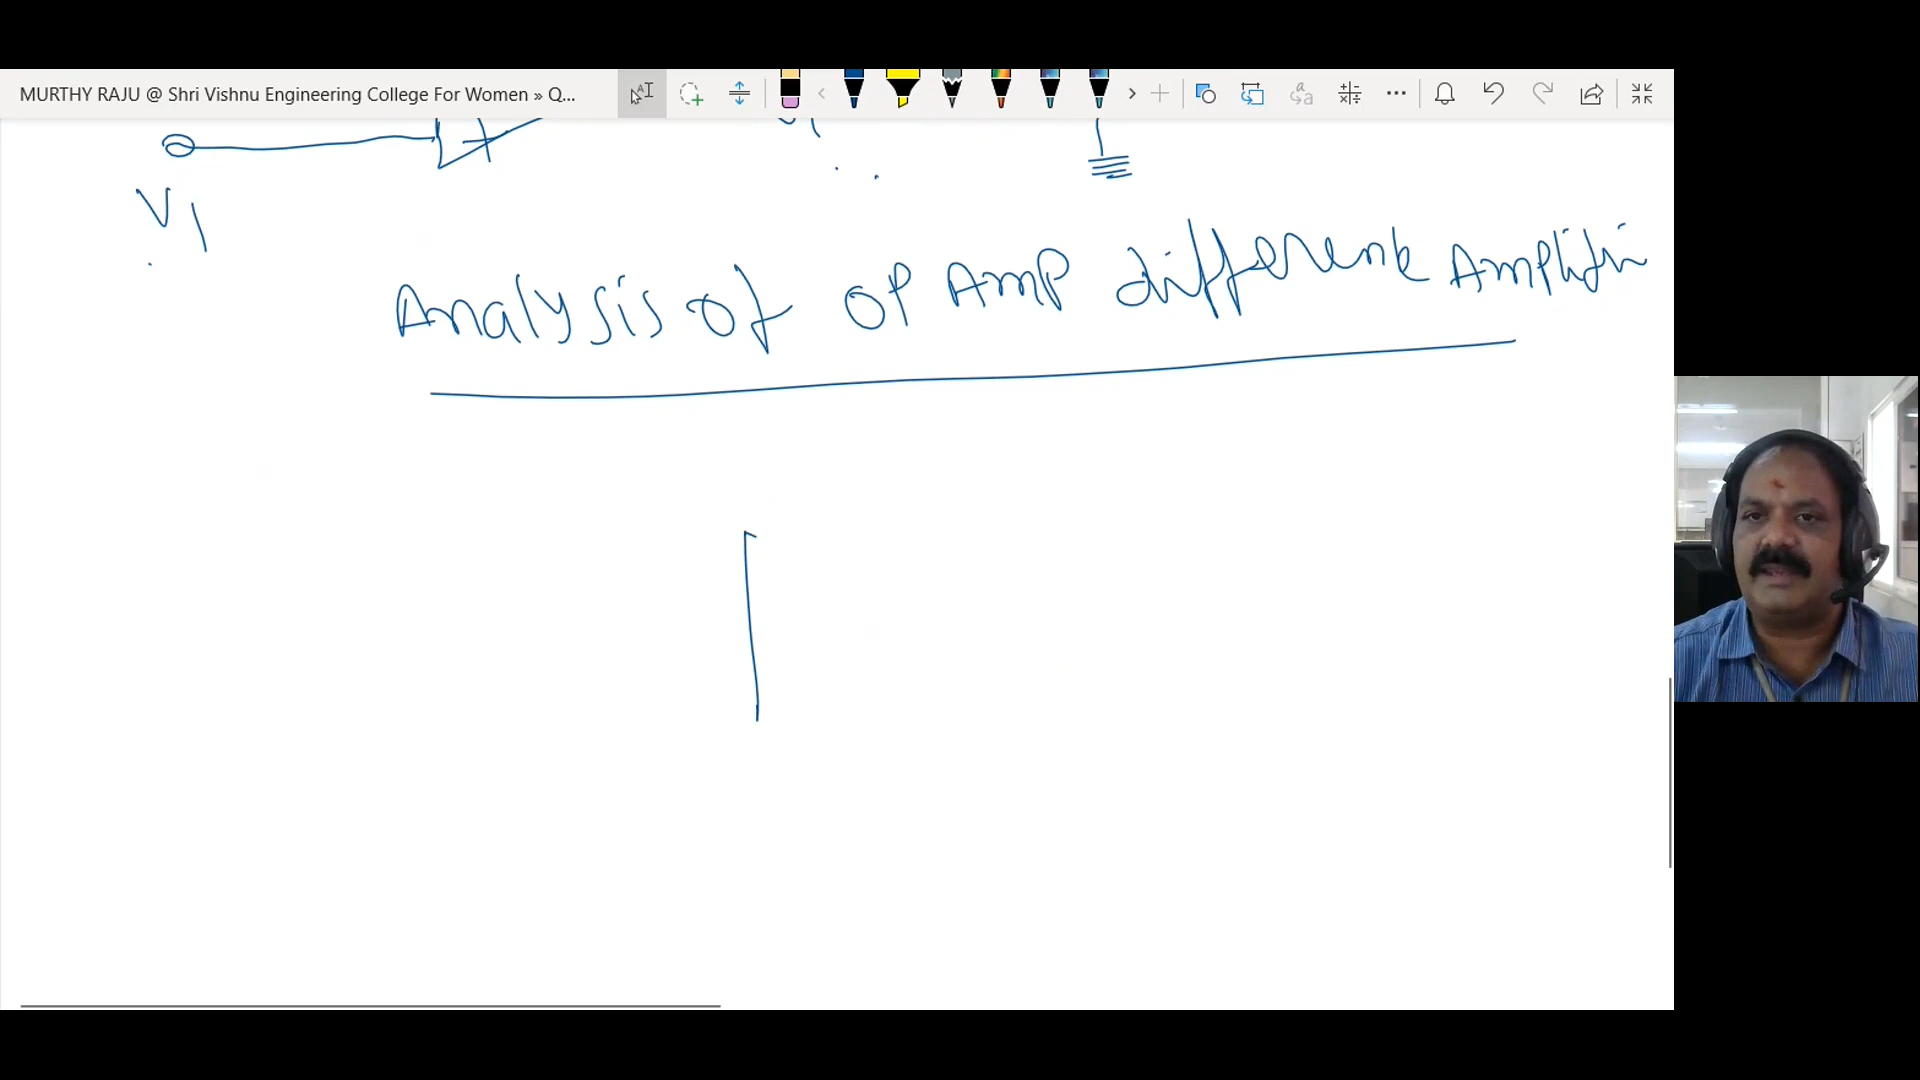 MURTHY RAJU @ Shri Vishnu Engineering College For Women » Q...
V1
Analysis of OP AMP different Amplifi